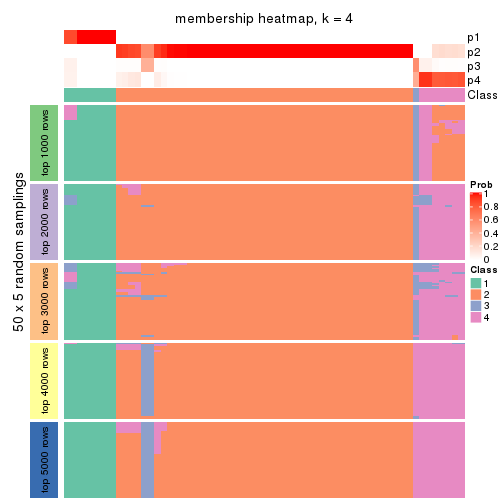 membership heatmap, k = 4
p1
p2
p3
p4
Class
50 x 5 random samplings
top 1000 rows
top 2000 rows
top 3000 rows
top 4000 rows
top 5000 rows
Prob
1
0.8
0.6
0.4
0.2
0
Class
1
2
3
4